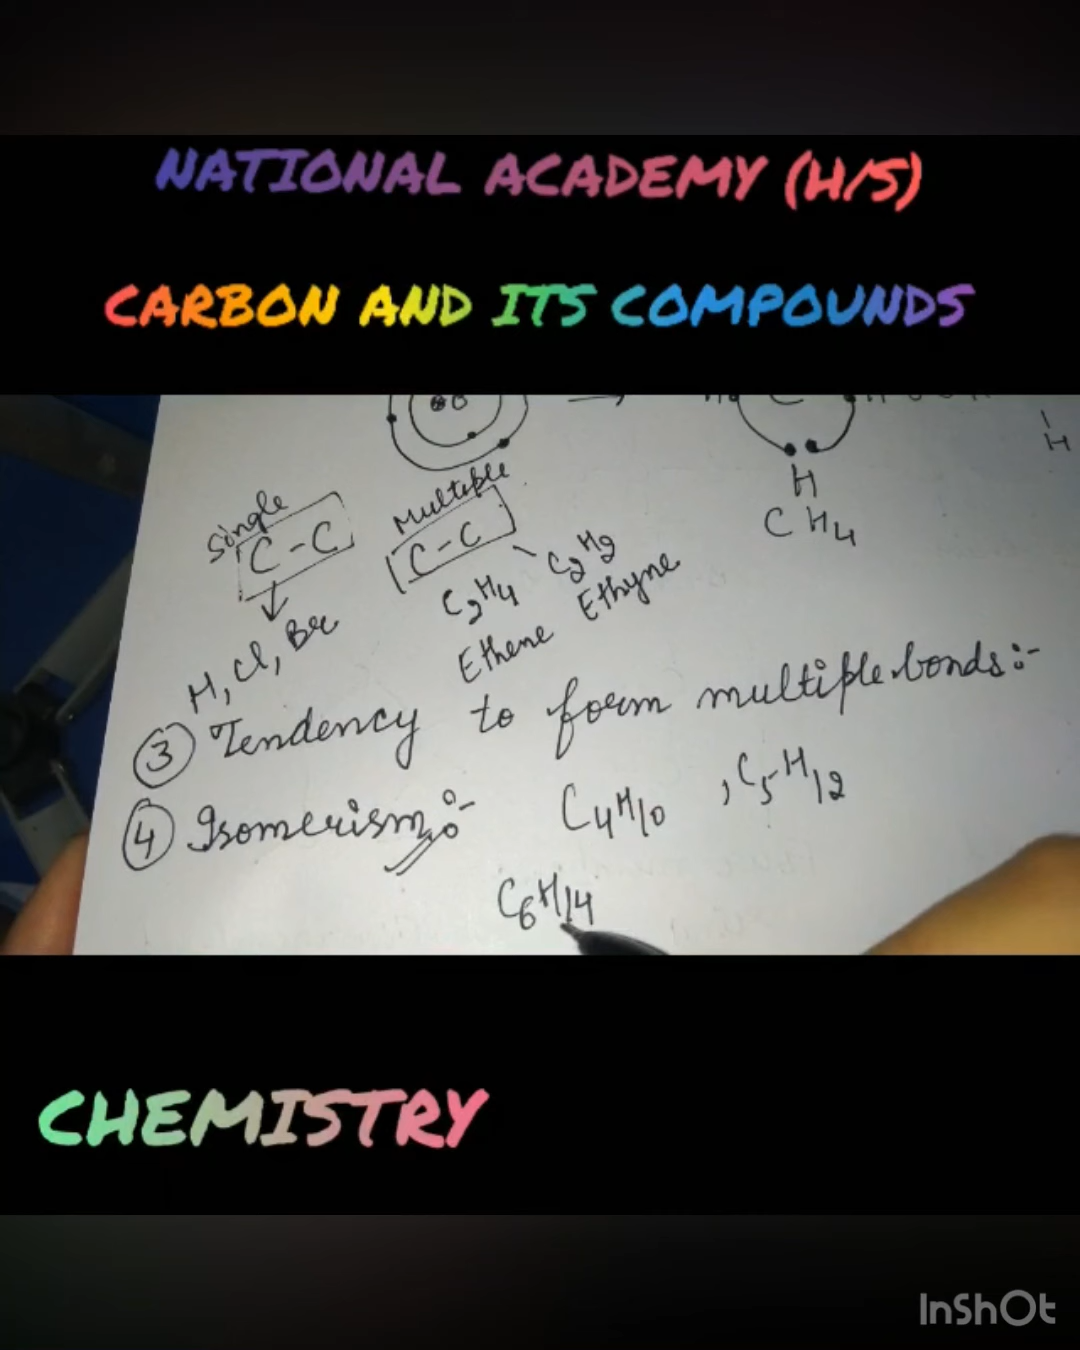 NATIONAL ACADEMY (H/S)
CARBON AND ITS COMPOUNDS
H
H
CH4
Single
C-C
H, Cl, Br
Multiple
C-C
C2H4
Ethene
C2H2
Ethyne
3 Tendency to form multiple bonds:-
4 Isomerism:- C4H10 , C5H12
C6H14
CHEMISTRY
InShOt